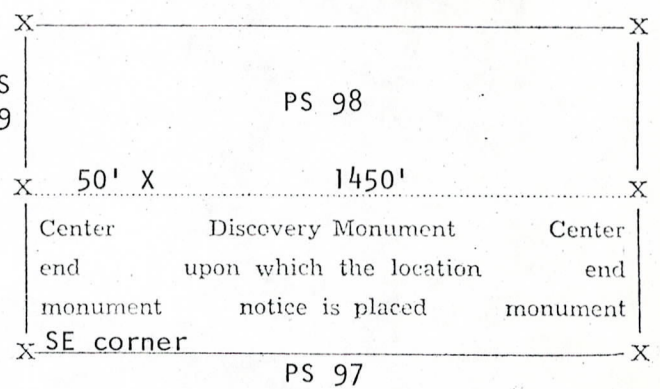 X X
S
9
PS 98
X 50' X 1450' X
Center Discovery Monument Center
end upon which the location end
monument notice is placed monument
SE corner
X X
PS 97